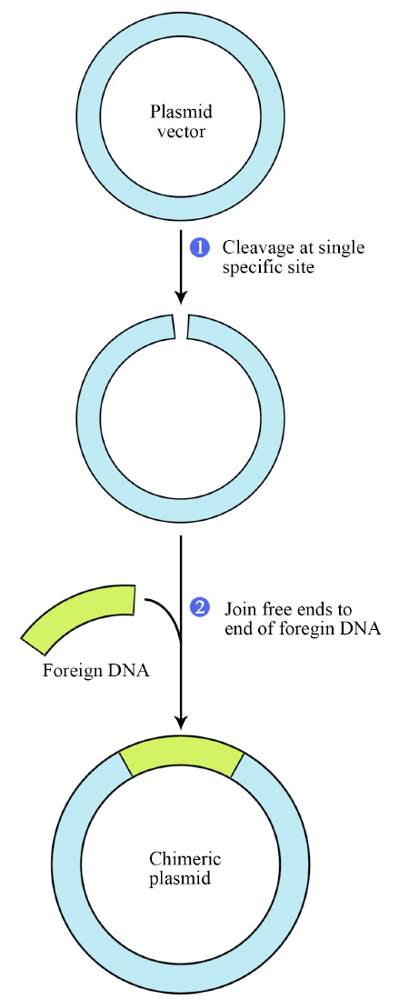 Plasmid
vector
1 Cleavage at single
specific site
2 Join free ends to
end of foregin DNA
Foreign DNA
Chimeric
plasmid